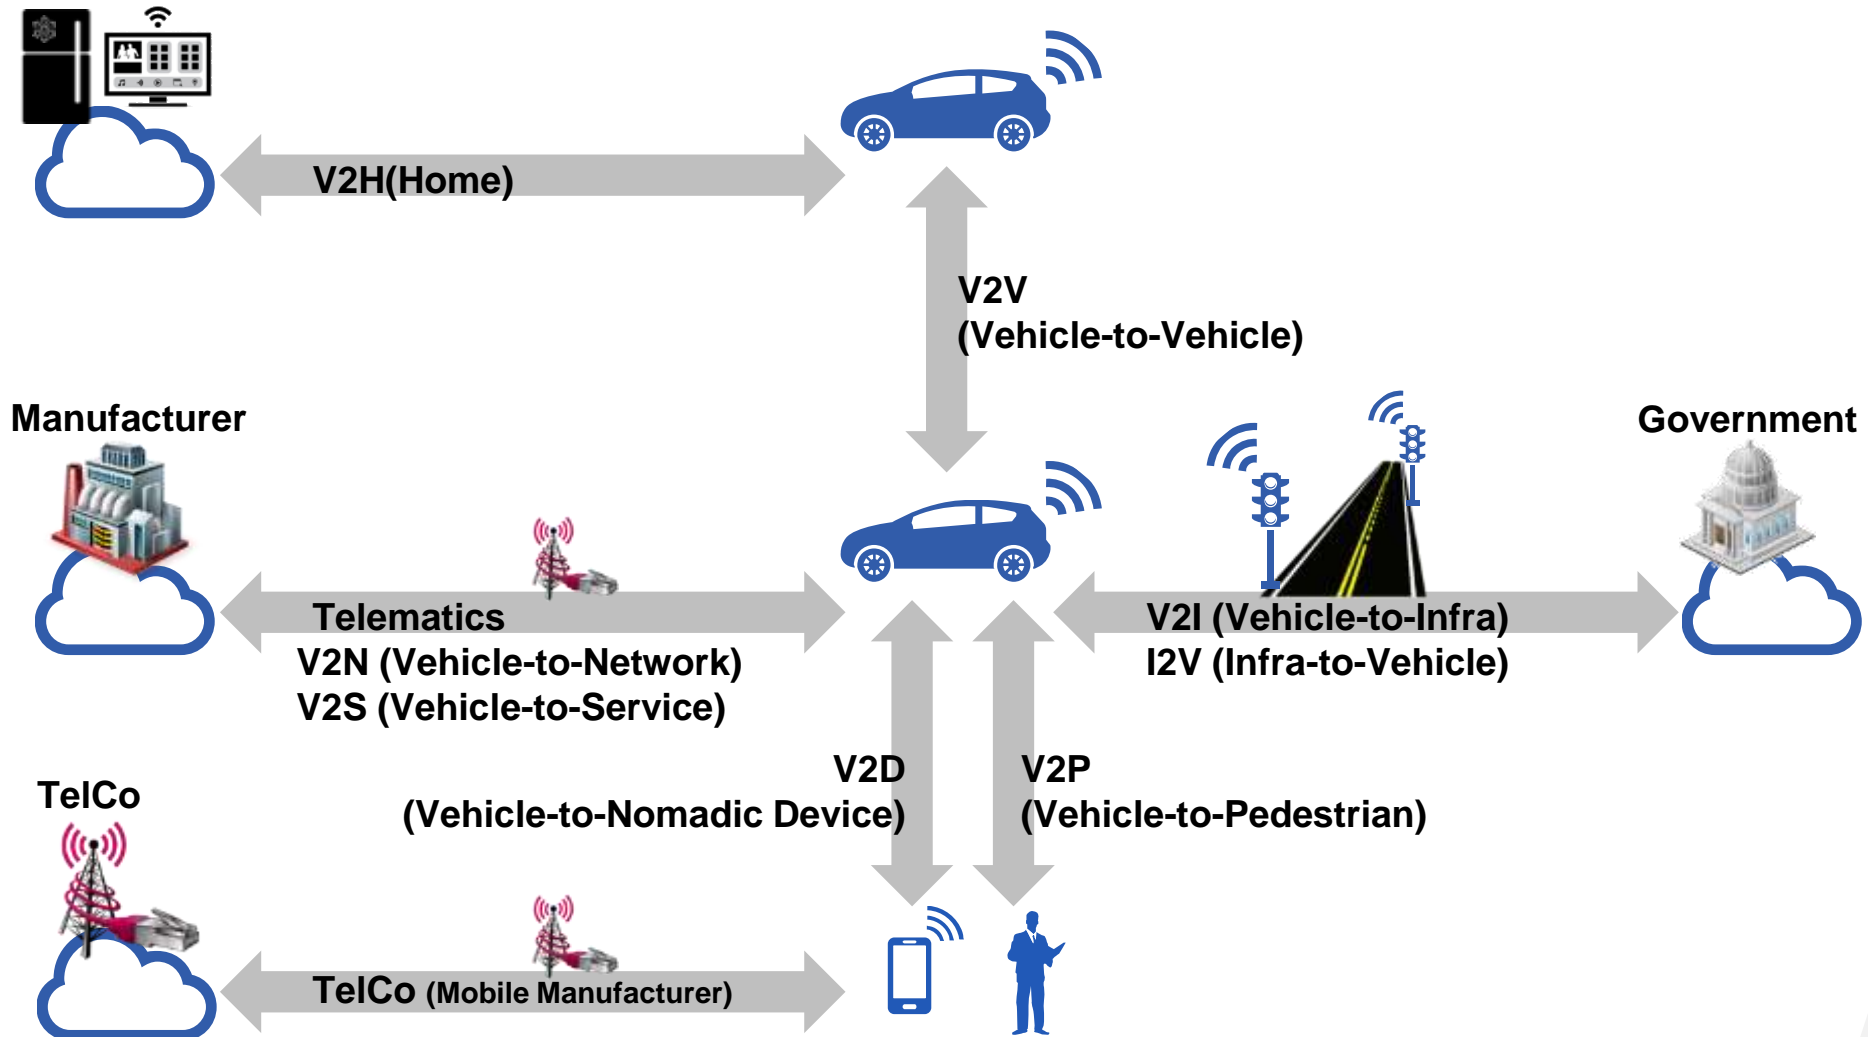 V2H(Home)
V2V
(Vehicle-to-Vehicle)
Manufacturer
Government
Telematics
V2N (Vehicle-to-Network)
V2S (Vehicle-to-Service)
V2I (Vehicle-to-Infra)
I2V (Infra-to-Vehicle)
V2D
(Vehicle-to-Nomadic Device)
V2P
(Vehicle-to-Pedestrian)
TelCo
TelCo (Mobile Manufacturer)